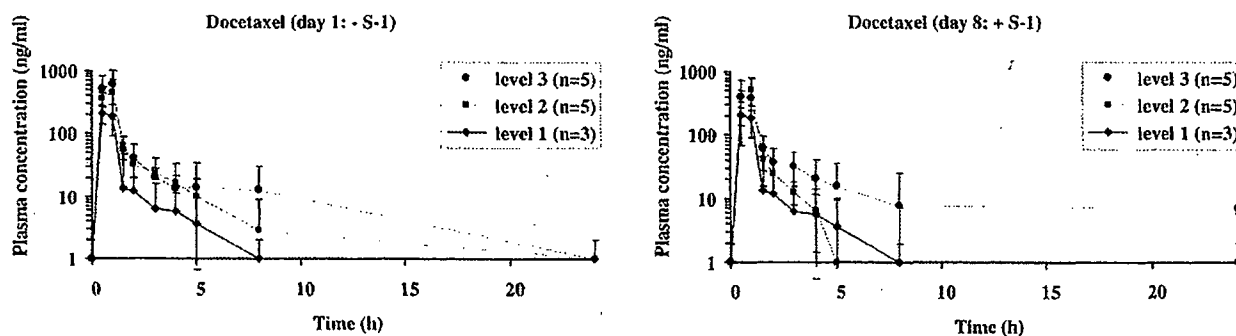 Docetaxel (day 1: - S-1)
Plasma concentration (ng/ml)
1000
100
10
1
level 3 (n=5)
level 2 (n=5)
level 1 (n=3)
0 5 10 15 20
Time (h)
Docetaxel (day 8: + S-1)
Plasma concentration (ng/ml)
1000
100
10
1
level 3 (n=5)
level 2 (n=5)
level 1 (n=3)
0 5 10 15 20
Time (h)